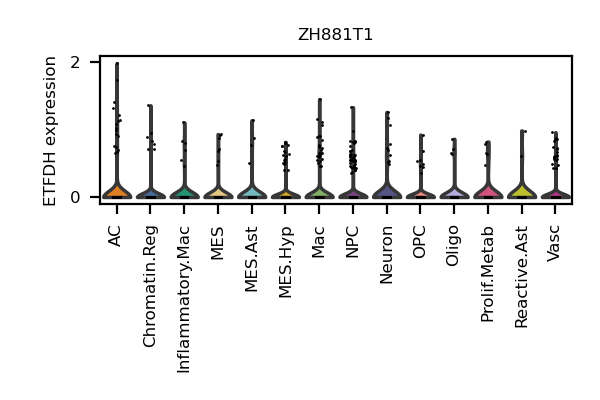 ZH881T1
ETFDH expression
2
0
AC
Chromatin.Reg
Inflammatory.Mac
MES
MES.Ast
MES.Hyp
Mac
NPC
Neuron
OPC
Oligo
Prolif.Metab
Reactive.Ast
Vasc